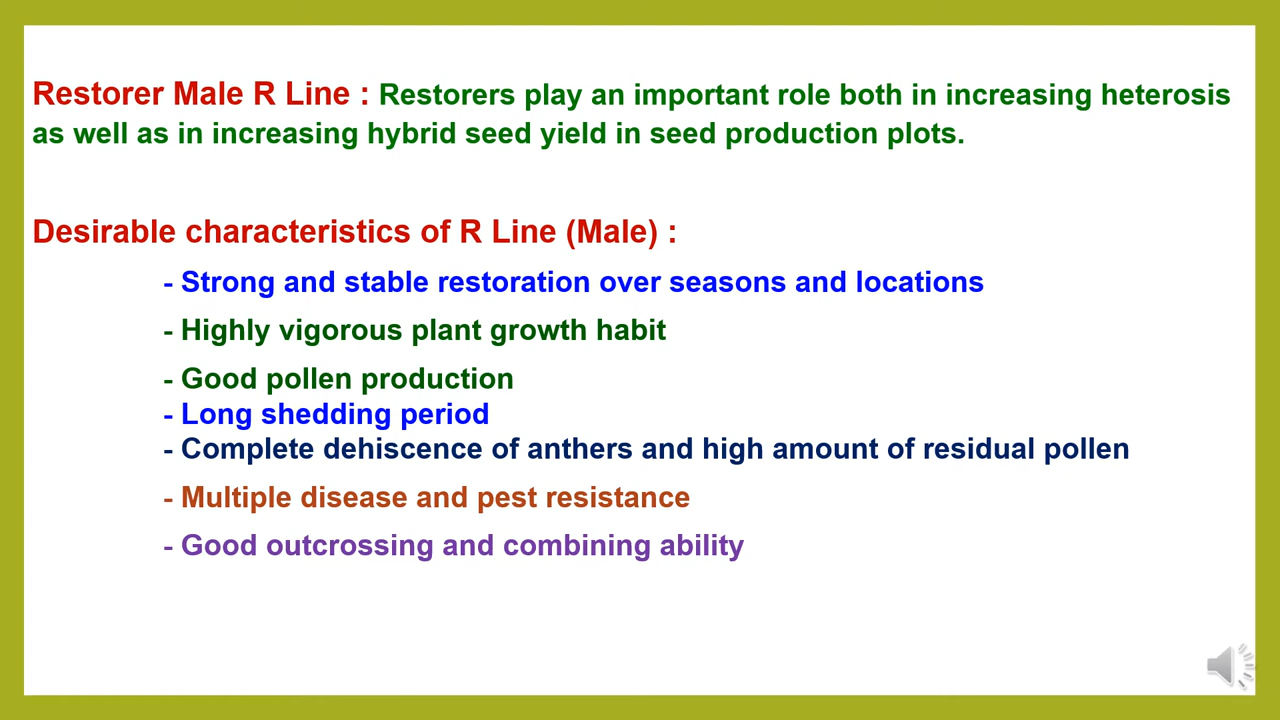 Restorer Male R Line : Restorers play an important role both in increasing heterosis
as well as in increasing hybrid seed yield in seed production plots.
Desirable characteristics of R Line (Male) :
- Strong and stable restoration over seasons and locations
- Highly vigorous plant growth habit
- Good pollen production
- Long shedding period
- Complete dehiscence of anthers and high amount of residual pollen
- Multiple disease and pest resistance
- Good outcrossing and combining ability